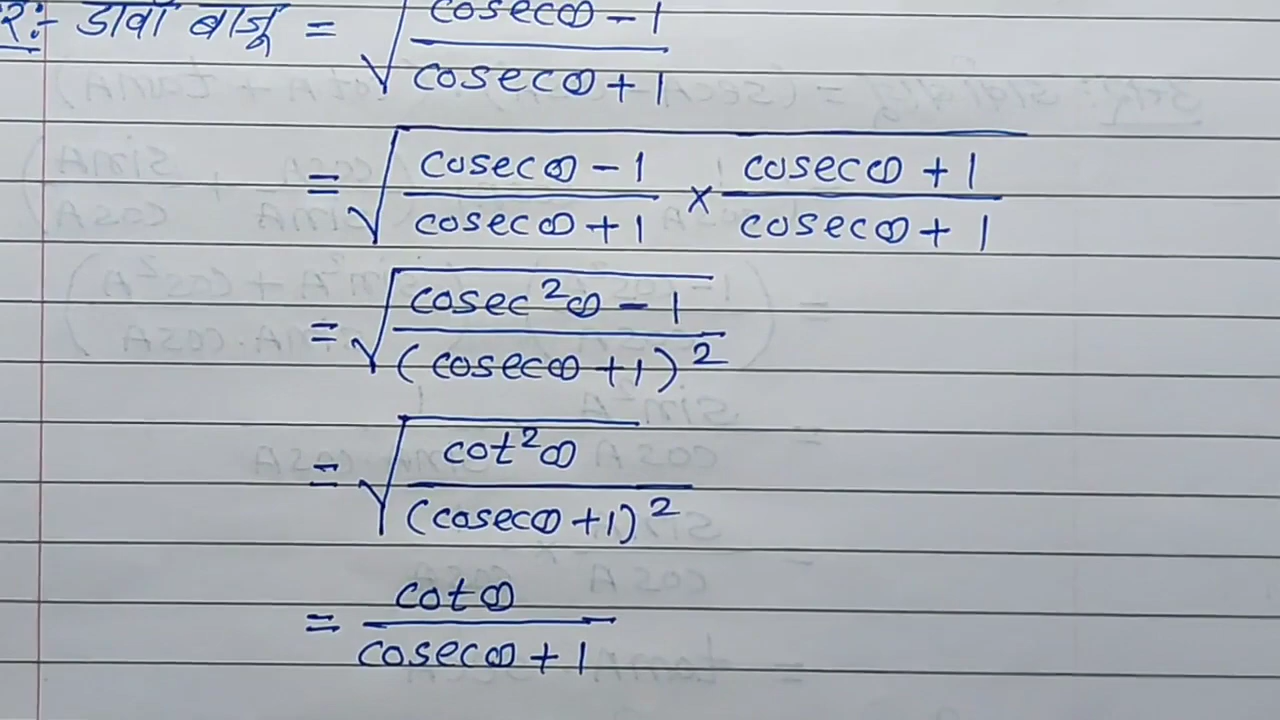 र:- डावी बाजू = √((cosecθ - 1)/(cosecθ + 1))
= √((cosecθ - 1)/(cosecθ + 1) × (cosecθ + 1)/(cosecθ + 1))
= √((cosec²θ - 1)/(cosecθ + 1)²)
= √(cot²θ/(cosecθ + 1)²)
= cotθ/(cosecθ + 1)